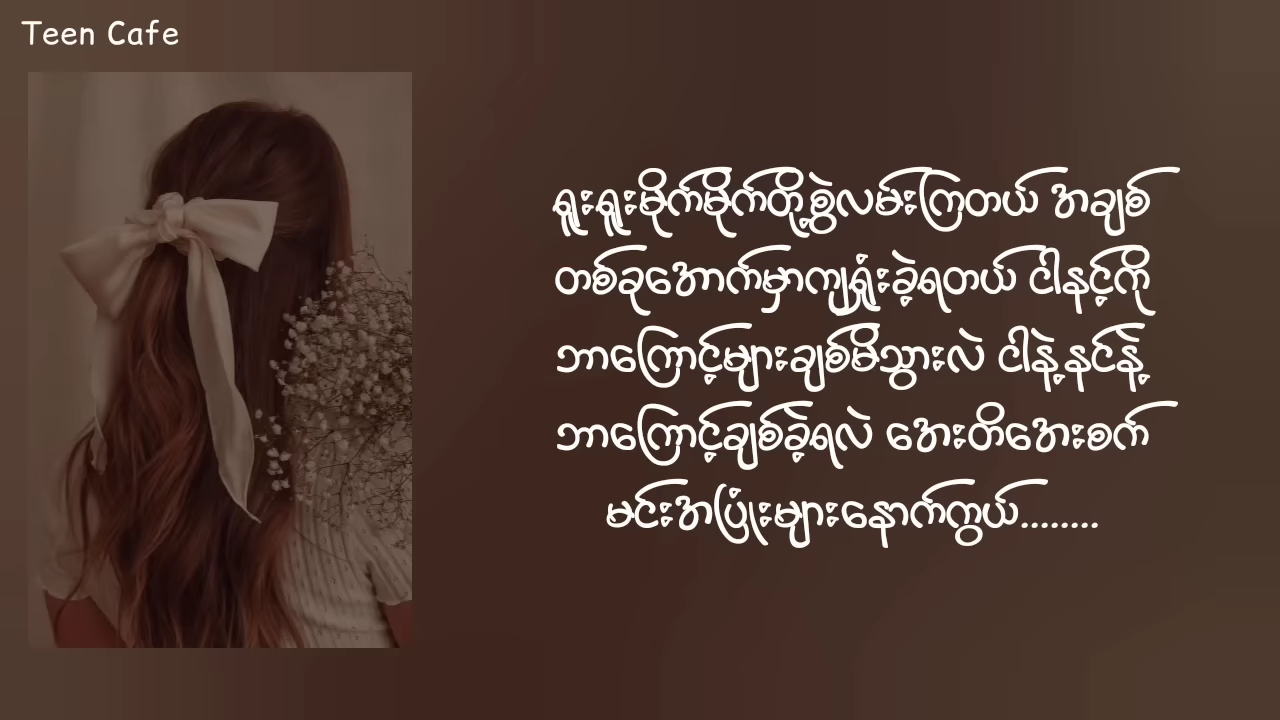 Teen Cafe
ရူးရူးမိုက်မိုက်တို့စွဲလမ်းကြတယ် အချစ်
တစ်ခုအောက်မှာကျရှုံးခဲ့ရတယ် ငါနင့်ကို
ဘာကြောင့်များချစ်မိသွားလဲ ငါနဲ့နင်နဲ့
ဘာကြောင့်ချစ်ခဲ့ရလဲ အေးတိအေးစက်
မင်းအပြုံးများနောက်ကွယ်........